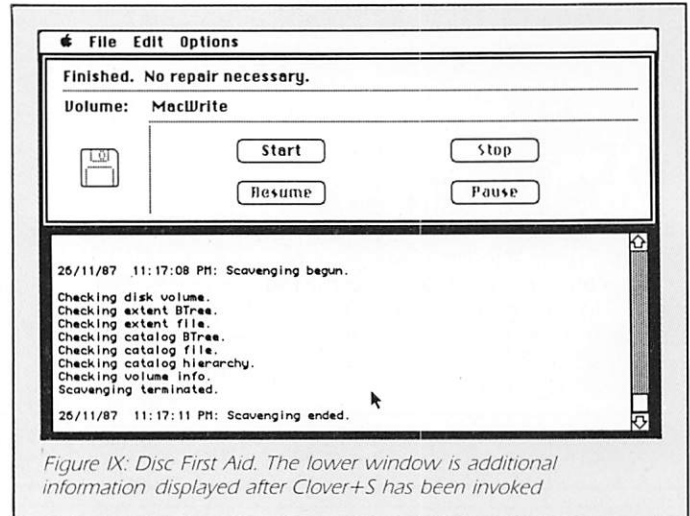 File Edit Options
Finished. No repair necessary.
Volume: MacWrite
Start Stop
Resume Pause
26/11/87 11:17:08 PM: Scavenging begun.
Checking disk volume.
Checking extent BTree.
Checking extent file.
Checking catalog BTree.
Checking catalog file.
Checking catalog hierarchy.
Checking volume info.
Scavenging terminated.
26/11/87 11:17:11 PM: Scavenging ended.
Figure IX: Disc First Aid. The lower window is additional
information displayed after Clover+S has been invoked